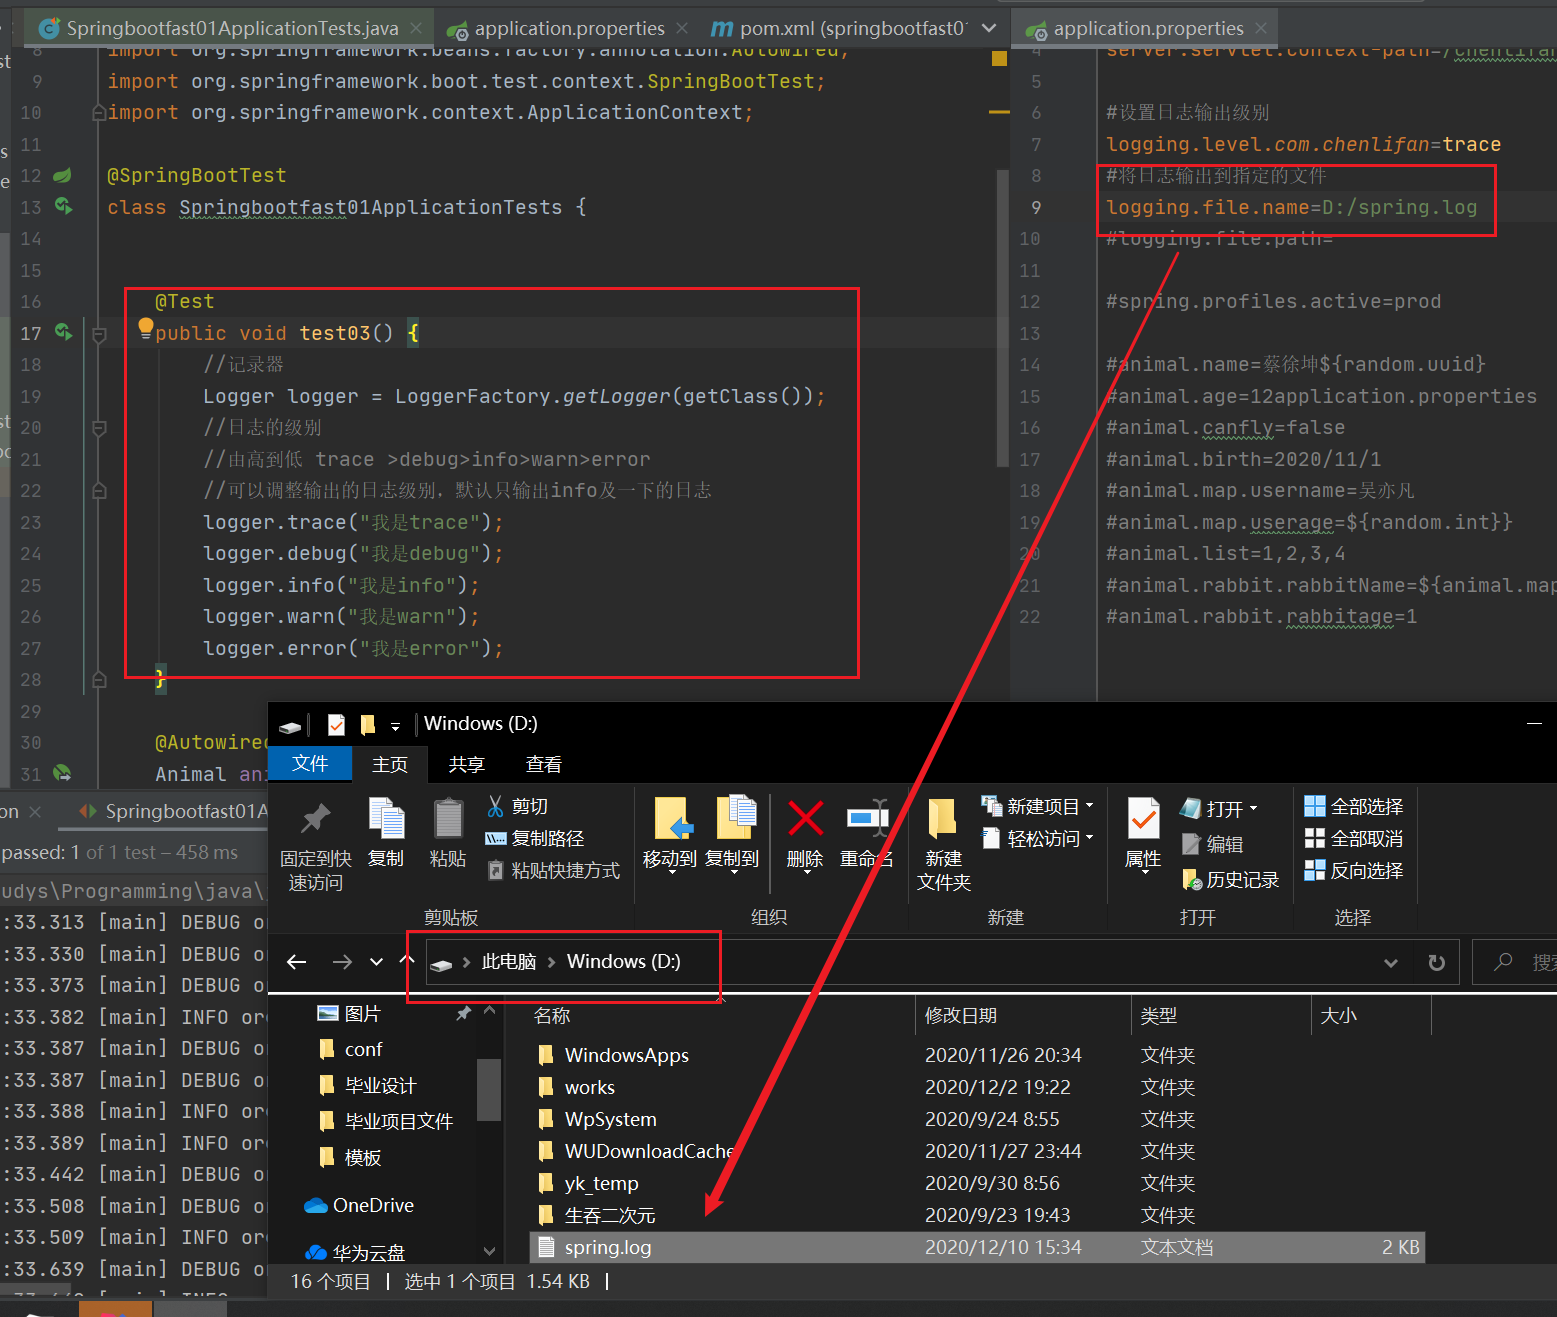 Springbootfast01ApplicationTests.java
application.properties
pom.xml (springbootfast0
application.properties
8 import org.springframework.beans.factory.annotation.Autowired;
9 import org.springframework.boot.test.context.SpringBootTest;
10 import org.springframework.context.ApplicationContext;
11
12 @SpringBootTest
13 class Springbootfast01ApplicationTests {
14
15
16 @Test
17 public void test03() {
18 //记录器
19 Logger logger = LoggerFactory.getLogger(getClass());
20 //日志的级别
21 //由高到低 trace >debug>info>warn>error
22 //可以调整输出的日志级别，默认只输出info及一下的日志
23 logger.trace("我是trace");
24 logger.debug("我是debug");
25 logger.info("我是info");
26 logger.warn("我是warn");
27 logger.error("我是error");
28 }
29
30 @Autowired
31 Animal ani
4 server.servlet.context-path=/chenlifan
5
6 #设置日志输出级别
7 logging.level.com.chenlifan=trace
8 #将日志输出到指定的文件
9 logging.file.name=D:/spring.log
10 #logging.file.path=
11
12 #spring.profiles.active=prod
13
14 #animal.name=蔡徐坤${random.uuid}
15 #animal.age=12application.properties
16 #animal.canfly=false
17 #animal.birth=2020/11/1
18 #animal.map.username=吴亦凡
19 #animal.map.userage=${random.int}}
20 #animal.list=1,2,3,4
21 #animal.rabbit.rabbitName=${animal.map
22 #animal.rabbit.rabbitage=1
on
Springbootfast01A
passed: 1 of 1 test – 458 ms
udys\Programming\java\
:33.313 [main] DEBUG o
:33.330 [main] DEBUG o
:33.373 [main] DEBUG o
:33.382 [main] INFO or
:33.387 [main] DEBUG o
:33.387 [main] DEBUG o
:33.388 [main] INFO or
:33.389 [main] INFO or
:33.442 [main] DEBUG o
:33.508 [main] DEBUG o
:33.509 [main] INFO or
:33.639 [main] DEBUG o
Windows (D:)
文件 主页 共享 查看
固定到快速访问
复制
粘贴
剪切
复制路径
粘贴快捷方式
剪贴板
移动到 复制到 删除 重命名
组织
新建文件夹
新建项目
轻松访问
新建
属性
打开
编辑
历史记录
打开
全部选择
全部取消
反向选择
选择
此电脑 Windows (D:)
图片
conf
毕业设计
毕业项目文件
模板
OneDrive
华为云盘
名称 修改日期 类型 大小
WindowsApps 2020/11/26 20:34 文件夹
works 2020/12/2 19:22 文件夹
WpSystem 2020/9/24 8:55 文件夹
WUDownloadCache 2020/11/27 23:44 文件夹
yk_temp 2020/9/30 8:56 文件夹
生吞二次元 2020/9/23 19:43 文件夹
spring.log 2020/12/10 15:34 文本文档 2 KB
16 个项目 选中 1 个项目 1.54 KB